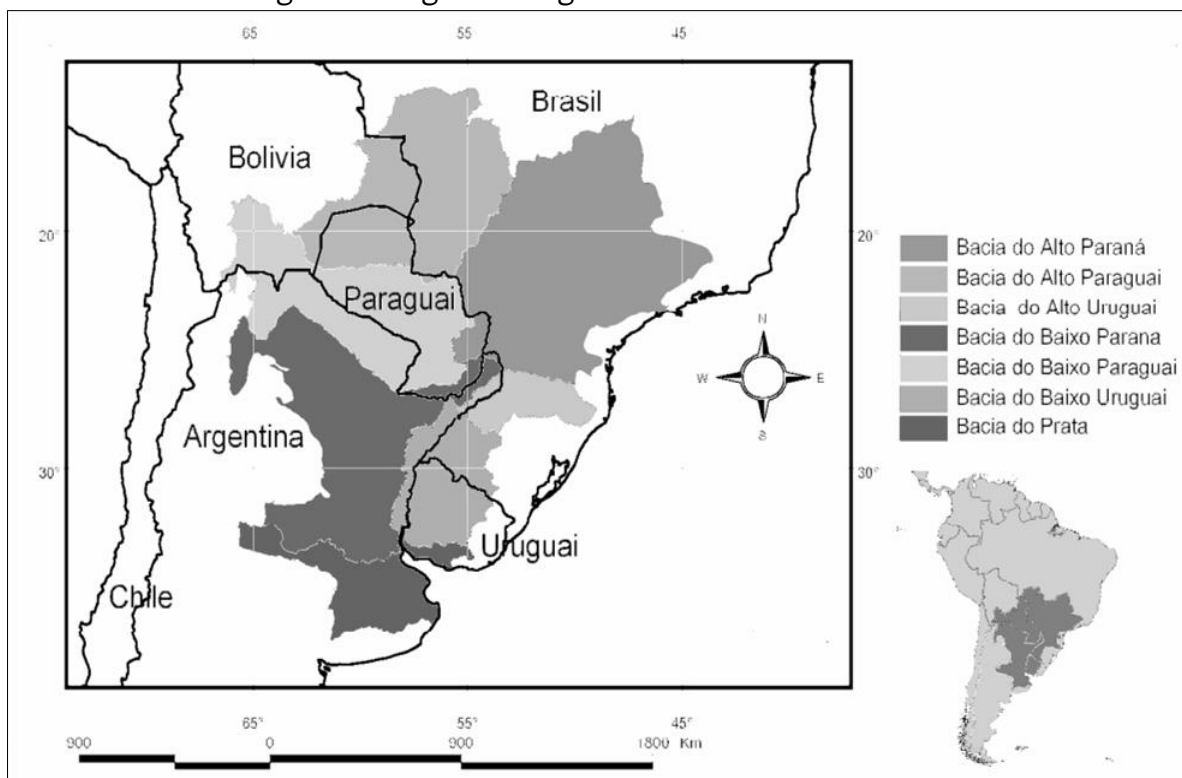 65
55
45
Brasil
Bolivia
20°
20°
Paraguai
Argentina
30°
30°
Uruguai
Chile
65°
55°
45°
900
0
900
1800 Km
N
W
E
S
Bacia do Alto Paraná
Bacia do Alto Paraguai
Bacia do Alto Uruguai
Bacia do Baixo Parana
Bacia do Baixo Paraguai
Bacia do Baixo Uruguai
Bacia do Prata